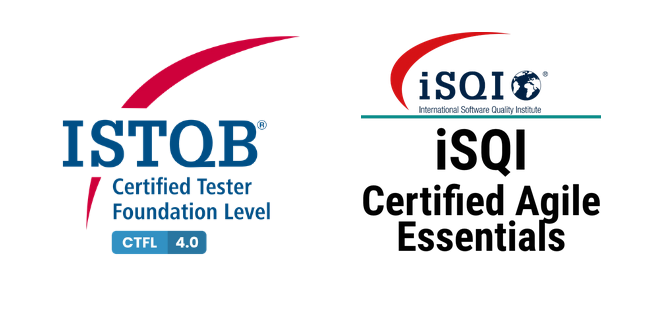 ISTQB®
Certified Tester
Foundation Level
CTFL 4.0
iSQI®
International Software Quality Institute
iSQI
Certified Agile
Essentials